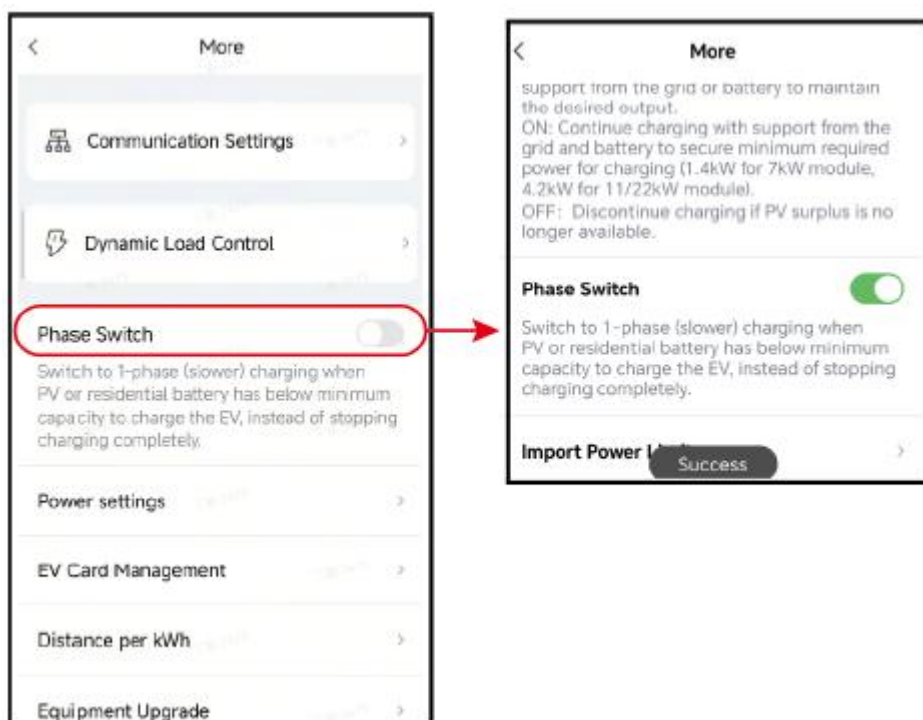 More
Communication Settings
Dynamic Load Control
Phase Switch
Switch to 1-phase (slower) charging when
PV or residential battery has below minimum
capacity to charge the EV, instead of stopping
charging completely.
Power settings
EV Card Management
Distance per kWh
Equipment Upgrade
More
support from the grid or battery to maintain
the desired output.
ON: Continue charging with support from the
grid and battery to secure minimum required
power for charging (1.4kW for 7kW module,
4.2kW for 11/22kW module).
OFF: Discontinue charging if PV surplus is no
longer available.
Phase Switch
Switch to 1-phase (slower) charging when
PV or residential battery has below minimum
capacity to charge the EV, instead of stopping
charging completely.
Import Power
Success